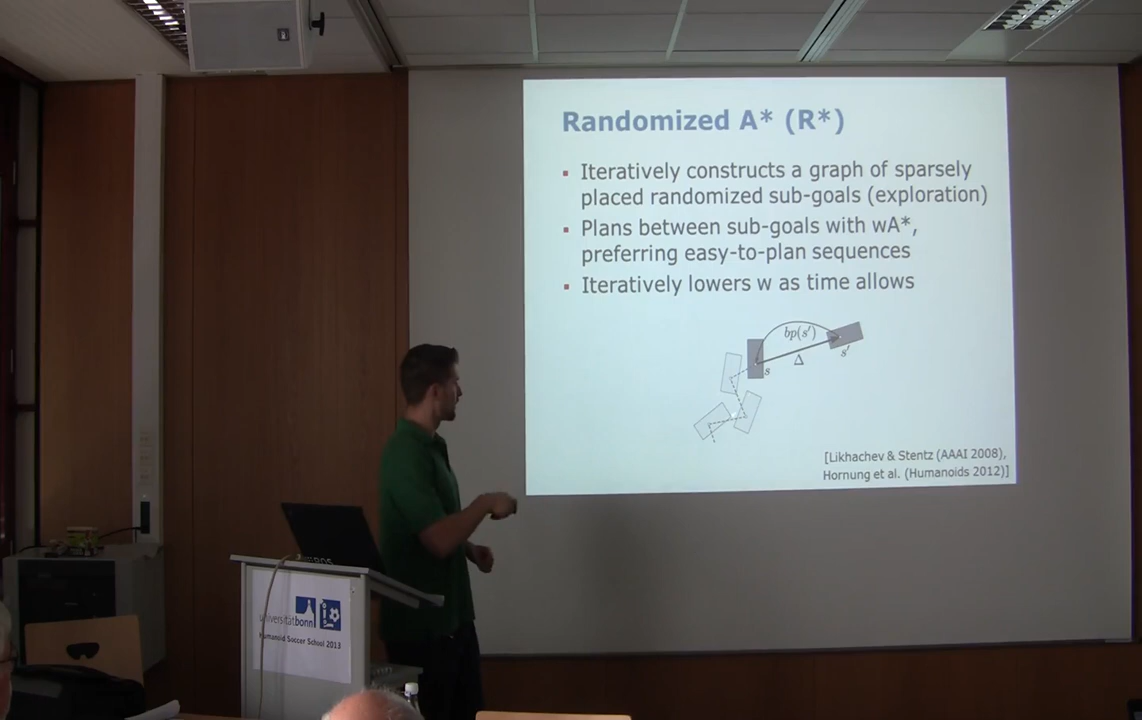 Randomized A* (R*)
▪ Iteratively constructs a graph of sparsely
placed randomized sub-goals (exploration)
▪ Plans between sub-goals with wA*,
preferring easy-to-plan sequences
▪ Iteratively lowers w as time allows
bp(s')
s'
Δ
s
[Likhachev & Stentz (AAAI 2008),
Hornung et al. (Humanoids 2012)]
universitätbonn
Humanoid Soccer School 2013